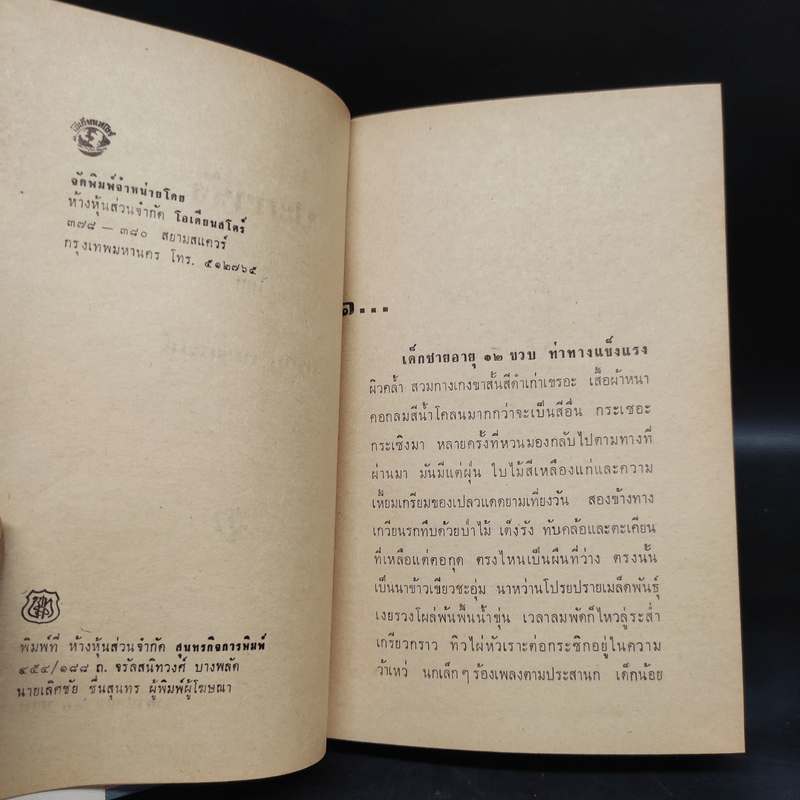 โอเดียนสโตร์
จัดพิมพ์จำหน่ายโดย
ห้างหุ้นส่วนจำกัด โอเดียนสโตร์
๓๗๘ — ๓๘๐ สยามสแควร์
กรุงเทพมหานคร โทร. ๕๑๒๗๖๕
พิมพ์ที่ ห้างหุ้นส่วนจำกัด สุนทรกิจการพิมพ์
๔๕๔/๑๘๘ ถ. จรัลสนิทวงศ์ บางพลัด
นายเลิศชัย ชื่นสุนทร ผู้พิมพ์ผู้โฆษณา
๑...
เด็กชายอายุ ๑๒ ขวบ ท่าทางแข็งแรง
ผิวคล้ำ สวมกางเกงขาสั้นสีดำเก่าเขรอะ เสื้อผ้าหนา
คอกลมสีน้ำโคลนมากกว่าจะเป็นสีอื่น กระเซอะ
กระเซิงมา หลายครั้งที่หวนมองกลับไปตามทางที่
ผ่านมา มันมีแต่ฝุ่น ใบไม้สีเหลืองแก่และความ
เหี้ยมเกรียมของเปลวแดดยามเที่ยงวัน สองข้างทาง
เกวียนรกทึบด้วยป่าไม้ เต็งรัง ทับคล้อและตะเคียน
ที่เหลือแต่ตอกุด ตรงไหนเป็นผืนที่ว่าง ตรงนั้น
เป็นนาข้าวเขียวชะอุ่ม นาหว่านโปรยปรายเมล็ดพันธุ์
เงยรวงโผล่พ้นพื้นน้ำขุ่น เวลาลมพัดก็ไหวลู่ระส่ำ
เกรียวกราว ทิวไผ่หัวเราะต่อกระซิกอยู่ในความ
ว้าเหว่ นกเล็ก ๆ ร้องเพลงตามประสานก เด็กน้อย